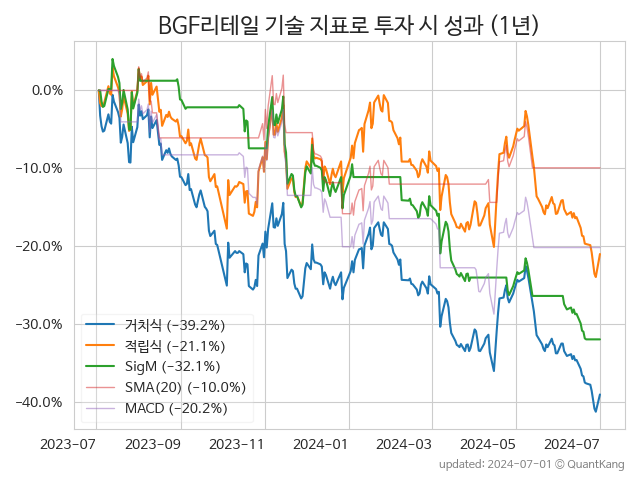 BGF리테일 기술 지표로 투자 시 성과 (1년)
0.0%
−10.0%
−20.0%
−30.0%
−40.0%
거치식 (−39.2%)
적립식 (−21.1%)
SigM (−32.1%)
SMA(20) (−10.0%)
MACD (−20.2%)
2023−07 2023−09 2023−11 2024−01 2024−03 2024−05 2024−07
updated: 2024−07−01 © QuantKang